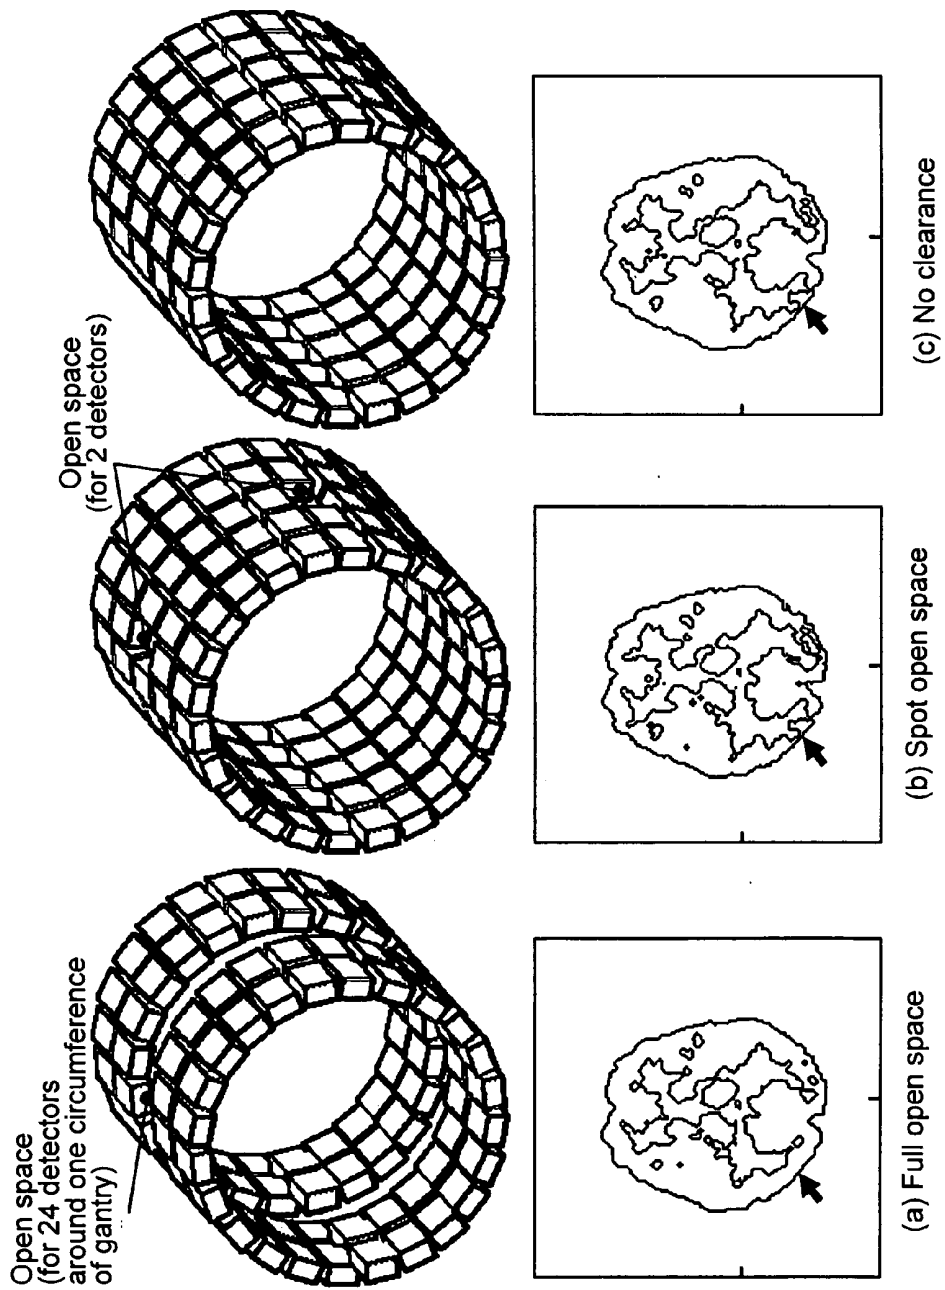 Open space
(for 24 detectors
around one circumference
of gantry)
Open space
(for 2 detectors)
(a) Full open space
(b) Spot open space
(c) No clearance